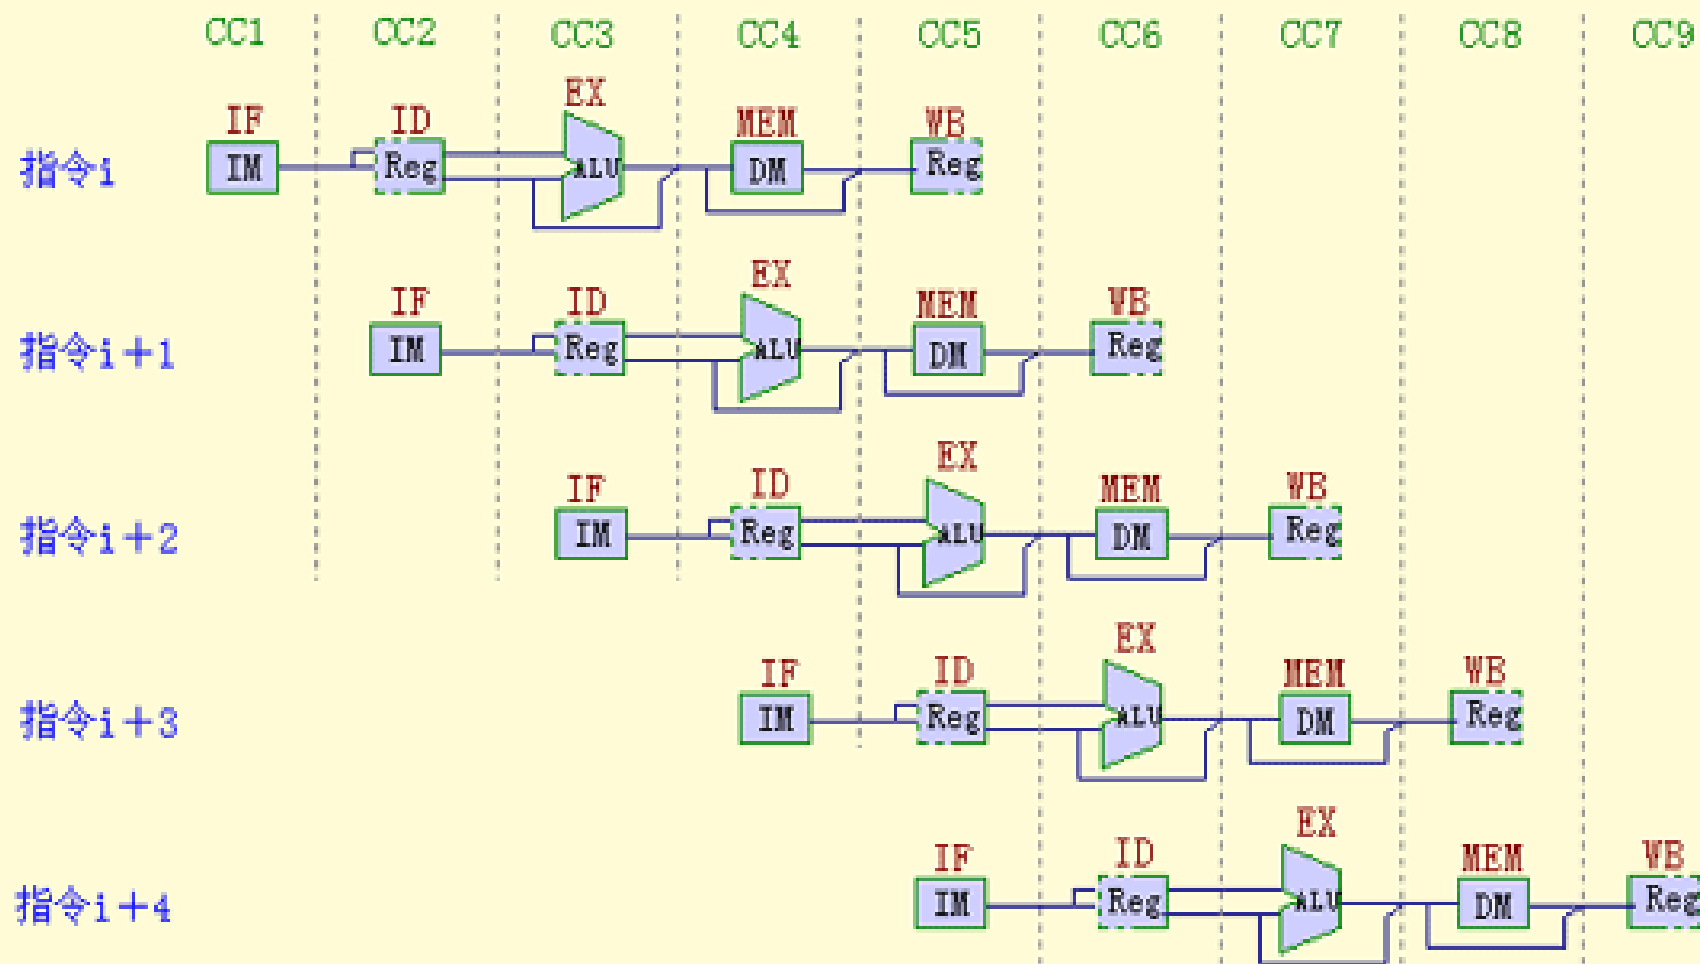 CC1 CC2 CC3 CC4 CC5 CC6 CC7 CC8 CC9
IF ID EX MEM WB
指令i IM Reg ALU DM Reg
IF ID EX MEM WB
指令i+1 IM Reg ALU DM Reg
IF ID EX MEM WB
指令i+2 IM Reg ALU DM Reg
IF ID EX MEM WB
指令i+3 IM Reg ALU DM Reg
IF ID EX MEM WB
指令i+4 IM Reg ALU DM Reg